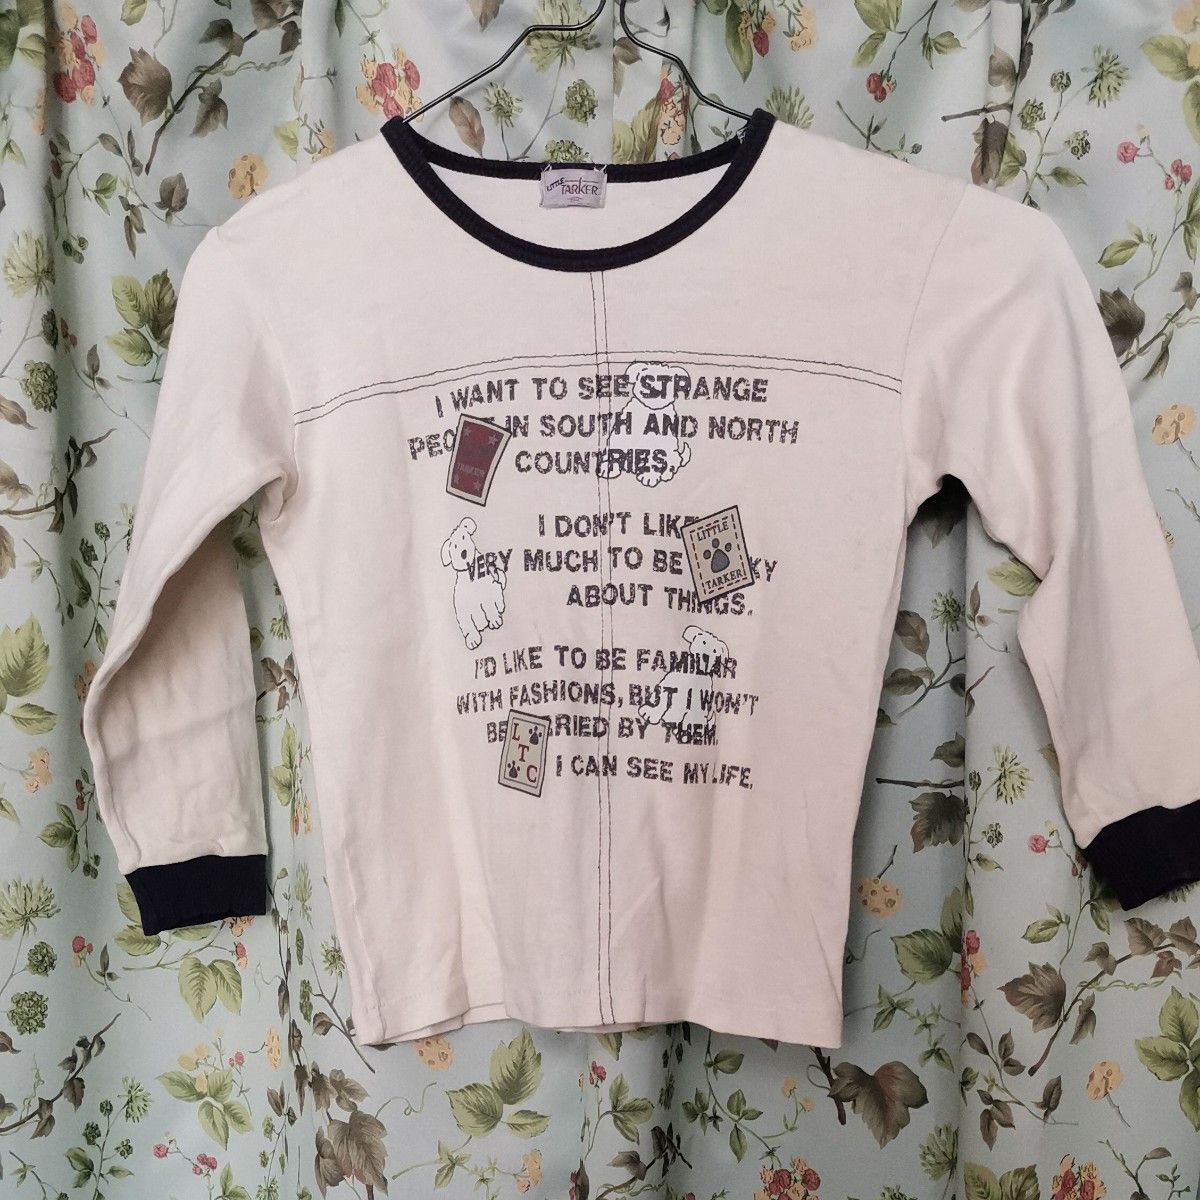 LITTLE
TARKER
I WANT TO SEE STRANGE
IN SOUTH AND NORTH
COUNTRIES.
TARKER
I DON'T LIKE
VERY MUCH TO BE
ABOUT THINGS.
LITTLE
TARKER
I'D LIKE TO BE FAMILIAR
WITH FASHIONS, BUT I WON'T
BY THEM.
L
T
C
I CAN SEE MY LIFE.